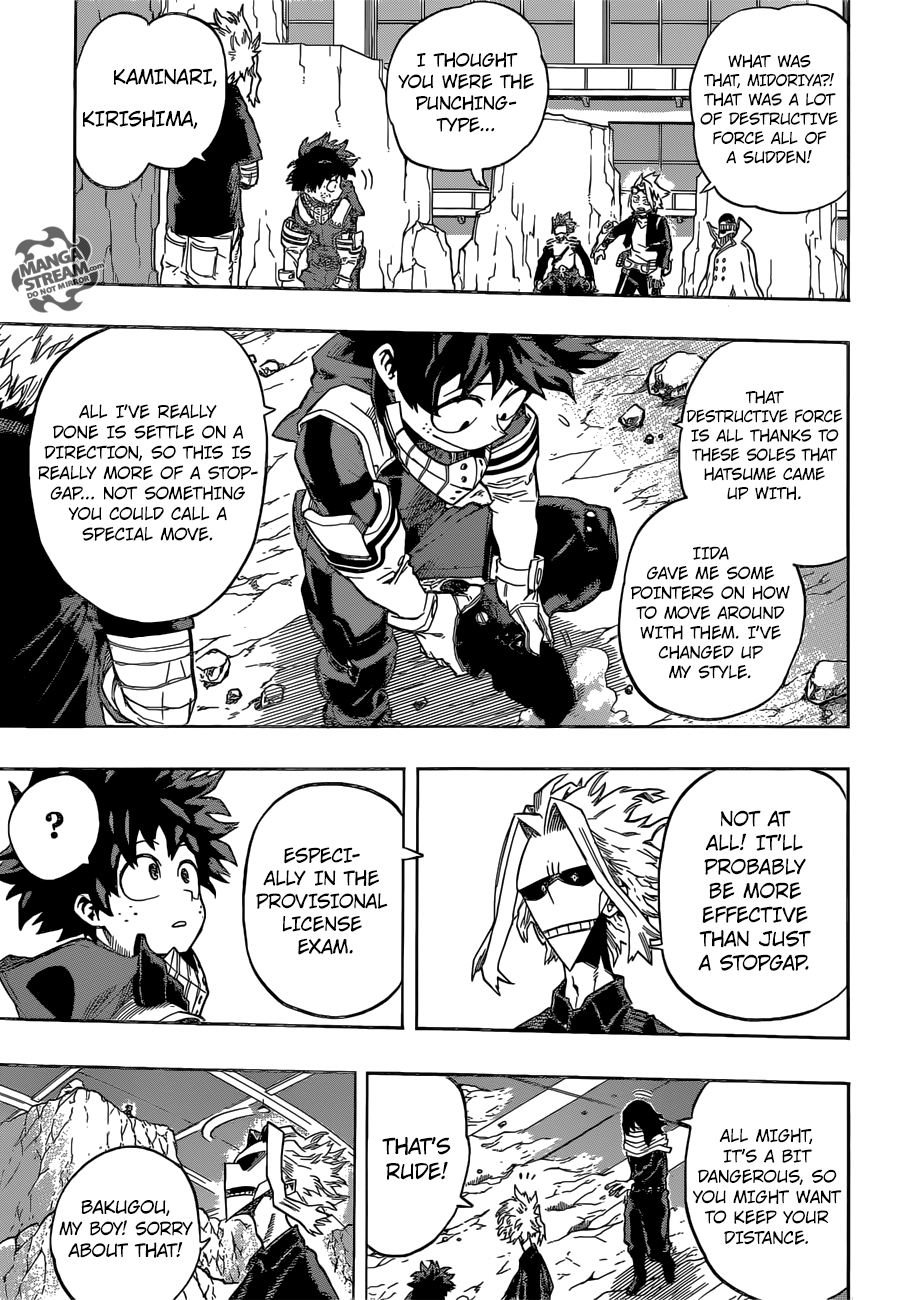 WHAT WAS
THAT, MIDORIYA?!
THAT WAS A LOT
OF DESTRUCTIVE
FORCE ALL OF
A SUDDEN!
I THOUGHT
YOU WERE THE
PUNCHING-
TYPE...
KAMINARI,
KIRISHIMA,
MANGA
STREAM.com
DO NOT MIRROR
THAT
DESTRUCTIVE FORCE
IS ALL THANKS TO
THESE SOLES THAT
HATSUME CAME
UP WITH.
IIDA
GAVE ME SOME
POINTERS ON HOW
TO MOVE AROUND
WITH THEM. I'VE
CHANGED UP
MY STYLE.
ALL I'VE REALLY
DONE IS SETTLE ON A
DIRECTION, SO THIS IS
REALLY MORE OF A STOP-
GAP... NOT SOMETHING
YOU COULD CALL A
SPECIAL MOVE.
NOT AT
ALL! IT'LL
PROBABLY
BE MORE
EFFECTIVE
THAN JUST
A STOPGAP.
ESPECI-
ALLY IN THE
PROVISIONAL
LICENSE
EXAM.
?
ALL MIGHT,
IT'S A BIT
DANGEROUS, SO
YOU MIGHT WANT
TO KEEP YOUR
DISTANCE.
THAT'S
RUDE!
BAKUGOU,
MY BOY! SORRY
ABOUT THAT!